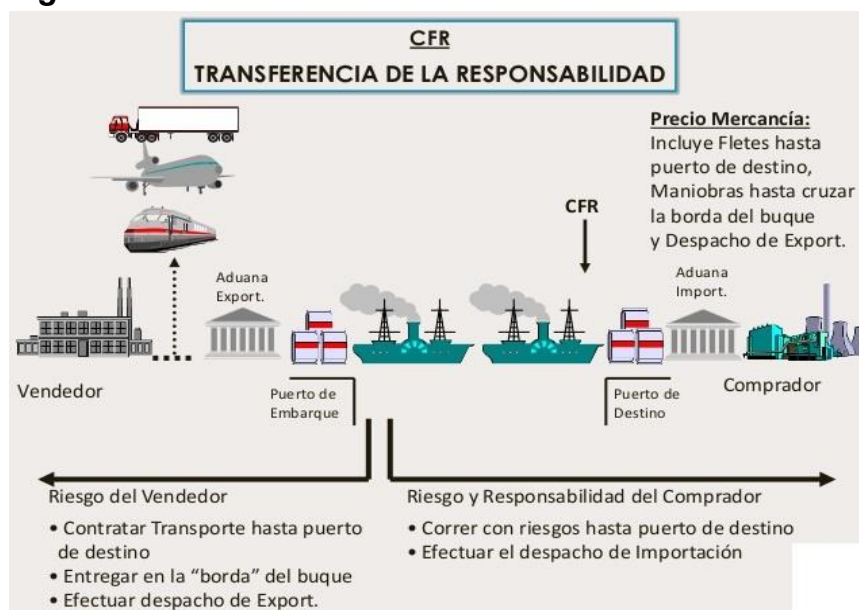 CFR
TRANSFERENCIA DE LA RESPONSABILIDAD
Precio Mercancía:
Incluye Fletes hasta
puerto de destino,
Maniobras hasta cruzar
la borda del buque
y Despacho de Export.
CFR
Aduana
Export.
Aduana
Import.
Vendedor
Puerto de
Embarque
Puerto de
Destino
Comprador
Riesgo del Vendedor
• Contratar Transporte hasta puerto
de destino
• Entregar en la “borda” del buque
• Efectuar despacho de Export.
Riesgo y Responsabilidad del Comprador
• Correr con riesgos hasta puerto de destino
• Efectuar el despacho de Importación